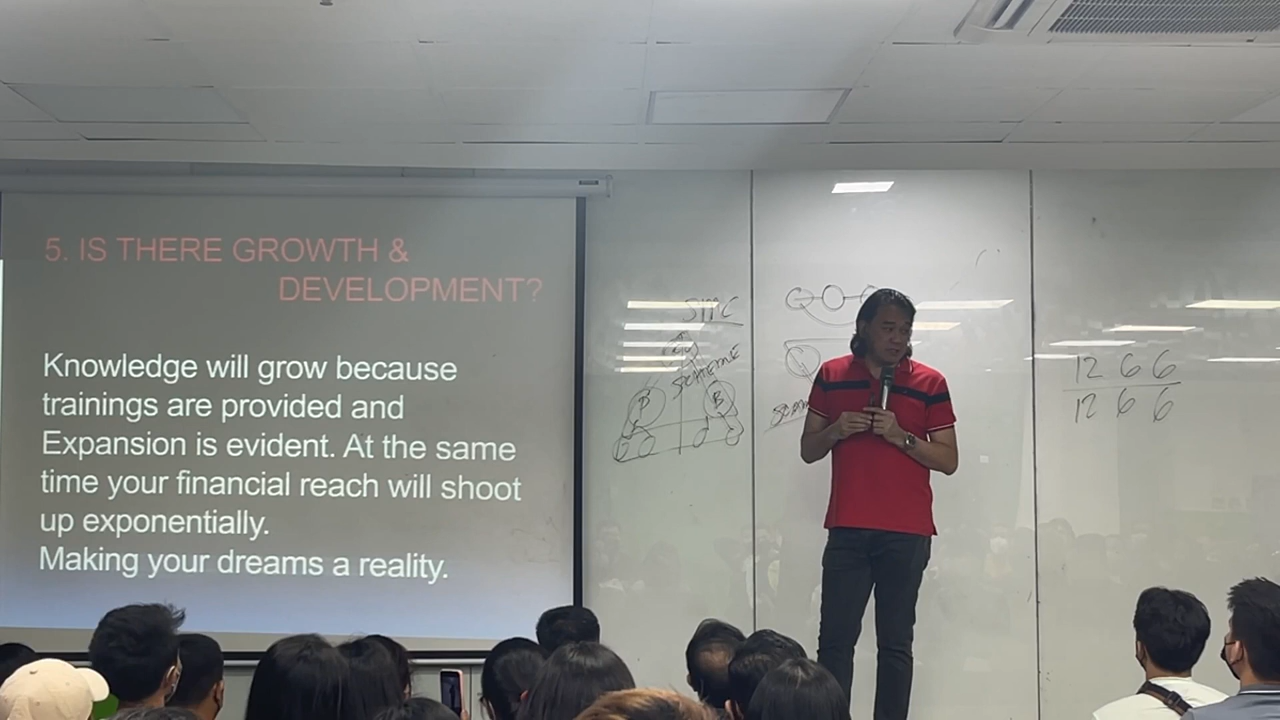 5. IS THERE GROWTH &
DEVELOPMENT?
Knowledge will grow because
trainings are provided and
Expansion is evident. At the same
time your financial reach will shoot
up exponentially.
Making your dreams a reality.
SCHEME
B
12 6 6
12 6 6